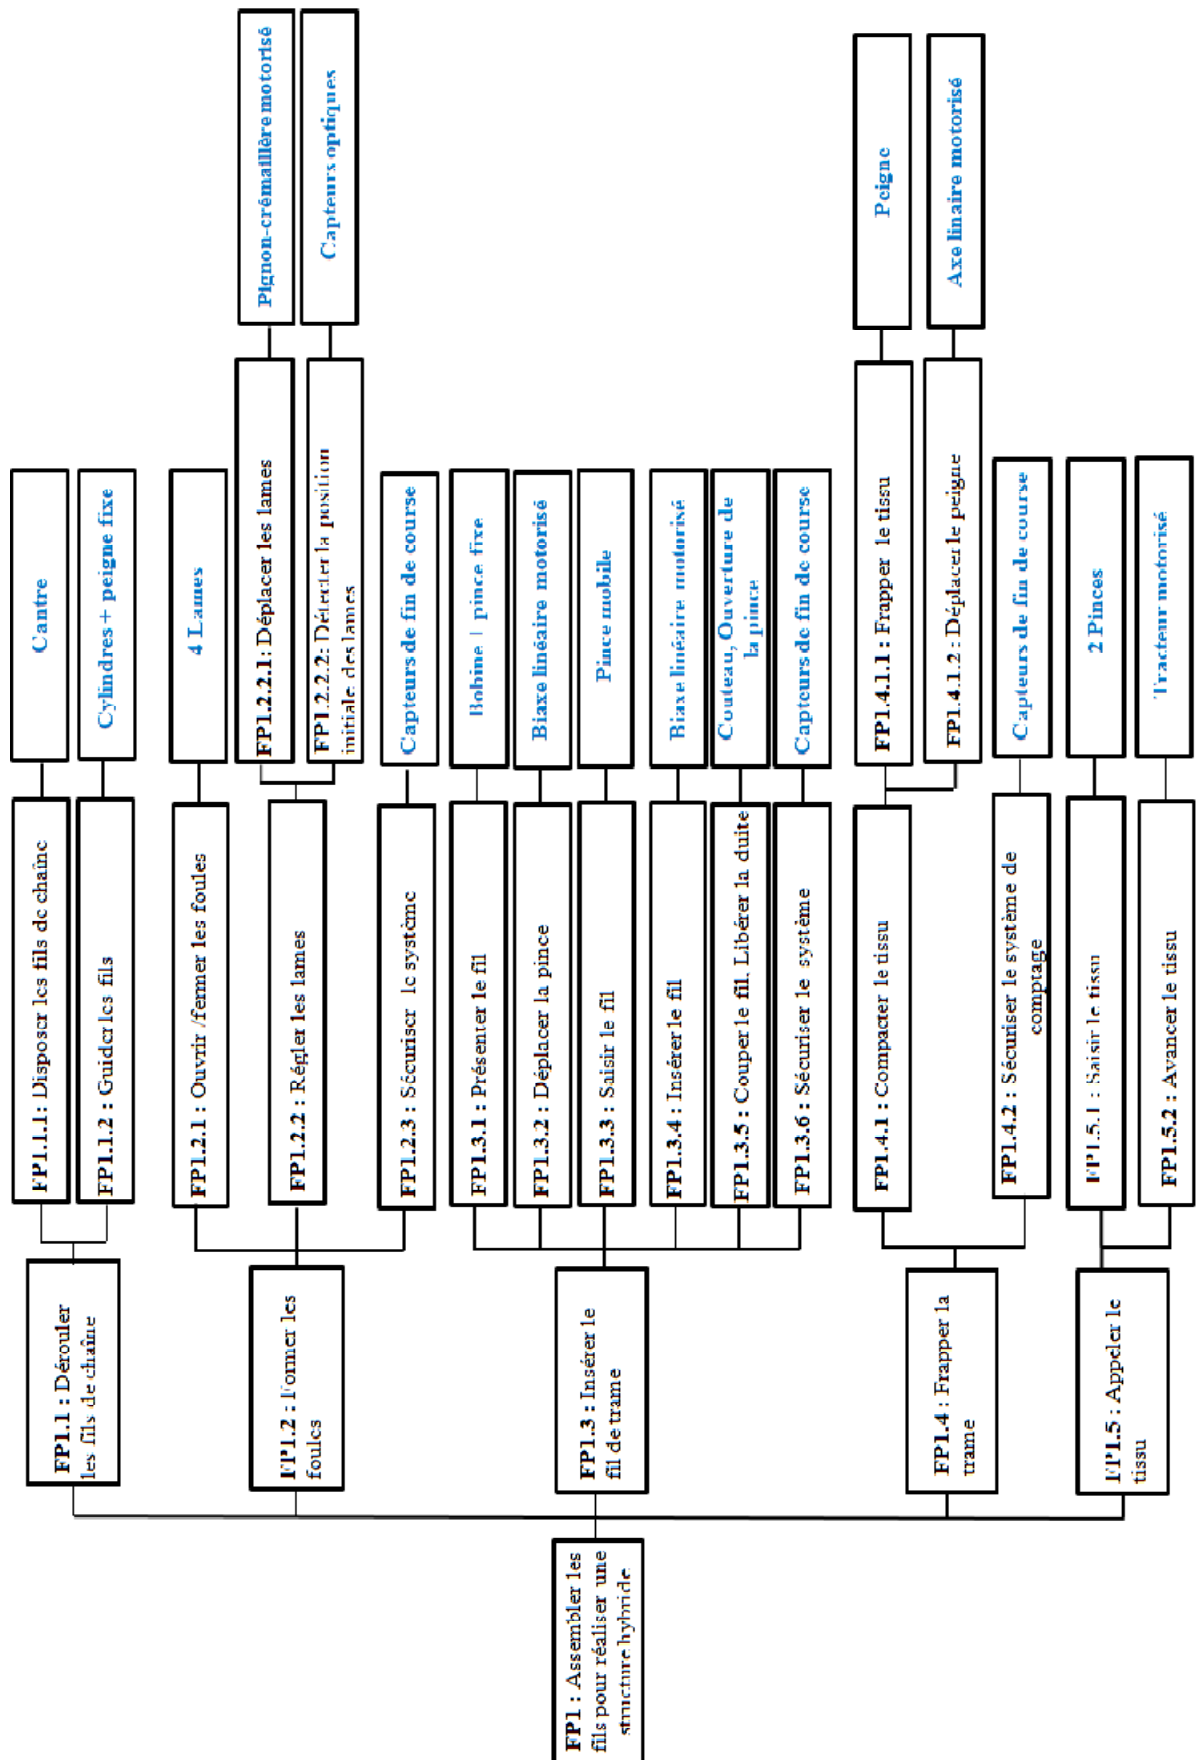 FP1 : Assembler les
fils pour réaliser une
structure hybride
FP1.1 : Dérouler
les fils de chaîne
FP1.1.1: Disposer les fils de chaîne
Cantre
FP1.1.2 : Guider les fils
Cylindres + peigne fixe
FP1.2 : Former les
foules
FP1.2.1 : Ouvrir /fermer les foules
4 Lames
FP1.2.2 : Régler les lames
FP1.2.2.1: Déplacer les lames
Pignon-crémaillère motorisé
FP1.2.2.2: Détecter la position
initiale des lames
Capteurs optiques
FP1.2.3 : Sécuriser le système
Capteurs de fin de course
FP1.3 : Insérer le
fil de trame
FP1.3.1 : Présenter le fil
Bobine + pince fixe
FP1.3.2 : Déplacer la pince
Biaxe linéaire motorisé
FP1.3.3 : Saisir le fil
Pince mobile
FP1.3.4 : Insérer le fil
Biaxe linéaire motorisé
FP1.3.5 : Couper le fil. Libérer la duite
Couteau, Ouverture de
la pince
FP1.3.6 : Sécuriser le système
Capteurs de fin de course
FP1.4 : Frapper la
trame
FP1.4.1 : Compacter le tissu
FP1.4.1.1 : Frapper le tissu
Peigne
FP1.4.1.2 : Déplacer le peigne
Axe linaire motorisé
FP1.4.2 : Sécuriser le système de
comptage
Capteurs de fin de course
FP1.5 : Appeler le
tissu
FP1.5.1 : Saisir le tissu
2 Pinces
FP1.5.2 : Avancer le tissu
Tracteur motorisé